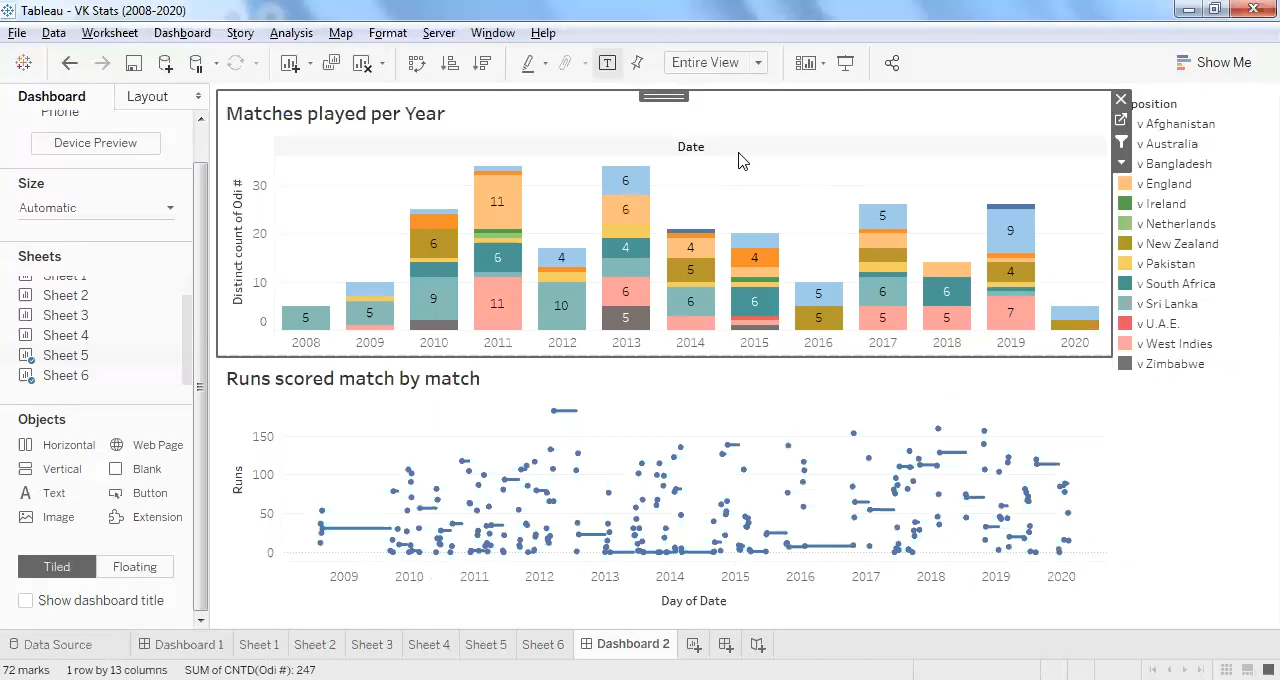 Tableau - VK Stats (2008-2020)
File Data Worksheet Dashboard Story Analysis Map Format Server Window Help
Entire View
Show Me
Dashboard Layout
Phone
Device Preview
Size
Automatic
Sheets
Sheet 1
Sheet 2
Sheet 3
Sheet 4
Sheet 5
Sheet 6
Objects
Horizontal Web Page
Vertical Blank
Text Button
Image Extension
Tiled Floating
Show dashboard title
Matches played per Year
Date
Distinct count of Odi #
30
20
10
0
5
5
6
9
11
6
11
4
10
6
6
4
6
5
4
5
6
4
6
5
5
5
6
5
6
5
9
4
7
2008 2009 2010 2011 2012 2013 2014 2015 2016 2017 2018 2019 2020
position
v Afghanistan
v Australia
v Bangladesh
v England
v Ireland
v Netherlands
v New Zealand
v Pakistan
v South Africa
v Sri Lanka
v U.A.E.
v West Indies
v Zimbabwe
Runs scored match by match
Runs
150
100
50
0
2009 2010 2011 2012 2013 2014 2015 2016 2017 2018 2019 2020
Day of Date
Data Source Dashboard 1 Sheet 1 Sheet 2 Sheet 3 Sheet 4 Sheet 5 Sheet 6 Dashboard 2
72 marks 1 row by 13 columns SUM of CNTD(Odi #): 247